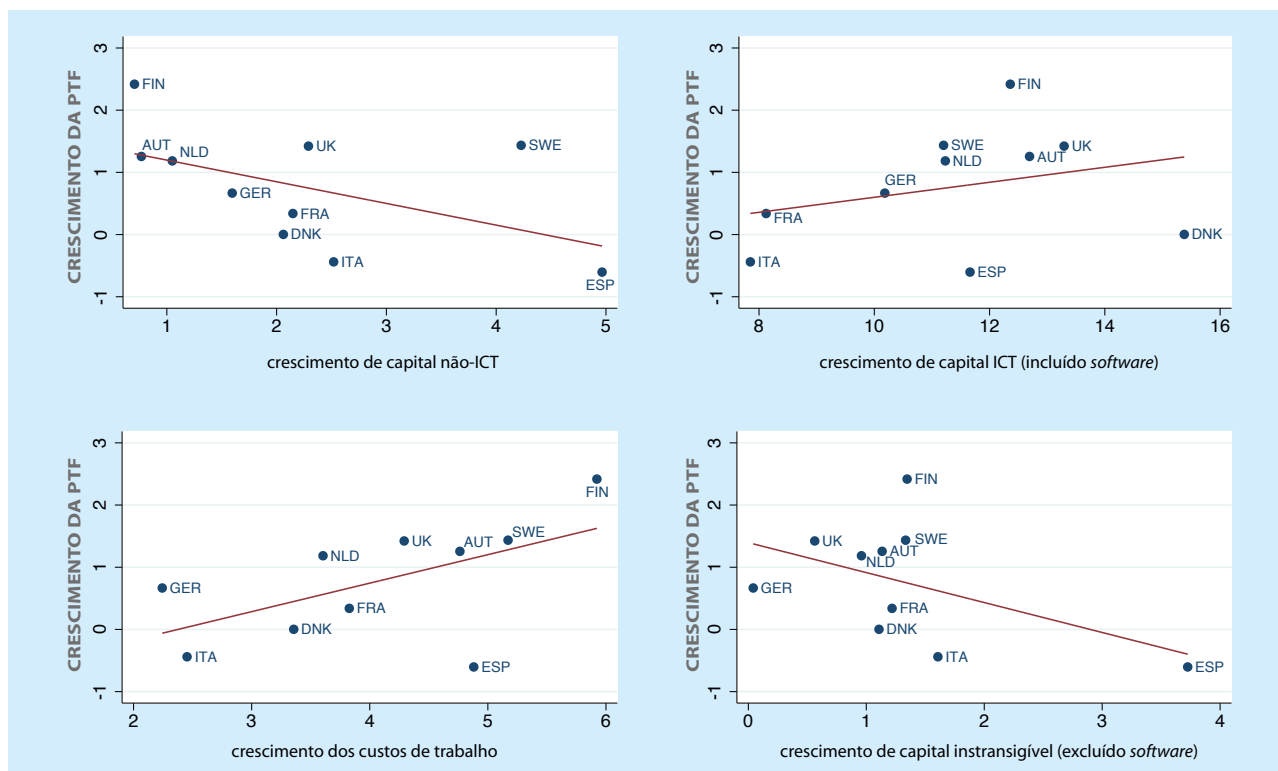 CRESCIMENTO DA PTF
3
2
1
0
-1
FIN
AUT
NLD
UK
SWE
GER
FRA
DNK
ITA
ESP
1 2 3 4 5
crescimento de capital não-ICT
CRESCIMENTO DA PTF
3
2
1
0
-1
FIN
SWE
UK
NLD
AUT
GER
FRA
DNK
ITA
ESP
8 10 12 14 16
crescimento de capital ICT (incluído software)
CRESCIMENTO DA PTF
3
2
1
0
-1
FIN
SWE
UK
AUT
NLD
GER
FRA
DNK
ITA
ESP
2 3 4 5 6
crescimento dos custos de trabalho
CRESCIMENTO DA PTF
3
2
1
0
-1
FIN
UK
SWE
AUT
NLD
GER
FRA
DNK
ITA
ESP
0 1 2 3 4
crescimento de capital instransigível (excluído software)